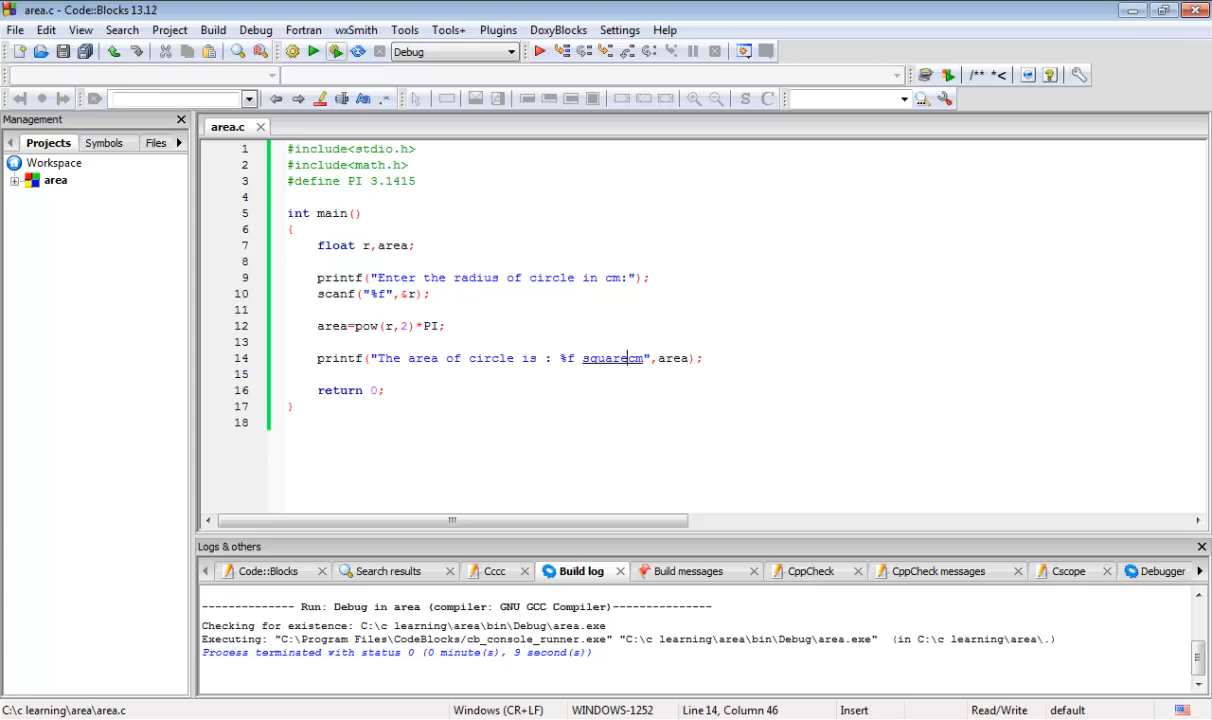 area.c - Code::Blocks 13.12
File Edit View Search Project Build Debug Fortran wxSmith Tools Tools+ Plugins DoxyBlocks Settings Help
Debug
/** *<
S C
Management
area.c
Projects Symbols Files
Workspace
area
1 #include<stdio.h>
2 #include<math.h>
3 #define PI 3.1415
4
5 int main()
6 {
7 float r,area;
8
9 printf("Enter the radius of circle in cm:");
10 scanf("%f",&r);
11
12 area=pow(r,2)*PI;
13
14 printf("The area of circle is : %f squarecm",area);
15
16 return 0;
17 }
18
Logs & others
Code::Blocks Search results Cccc Build log Build messages CppCheck CppCheck messages Cscope Debugger
-------------- Run: Debug in area (compiler: GNU GCC Compiler)---------------
Checking for existence: C:\c learning\area\bin\Debug\area.exe
Executing: "C:\Program Files\CodeBlocks/cb_console_runner.exe" "C:\c learning\area\bin\Debug\area.exe" (in C:\c learning\area\.)
Process terminated with status 0 (0 minute(s), 9 second(s))
C:\c learning\area\area.c Windows (CR+LF) WINDOWS-1252 Line 14, Column 46 Insert Read/Write default